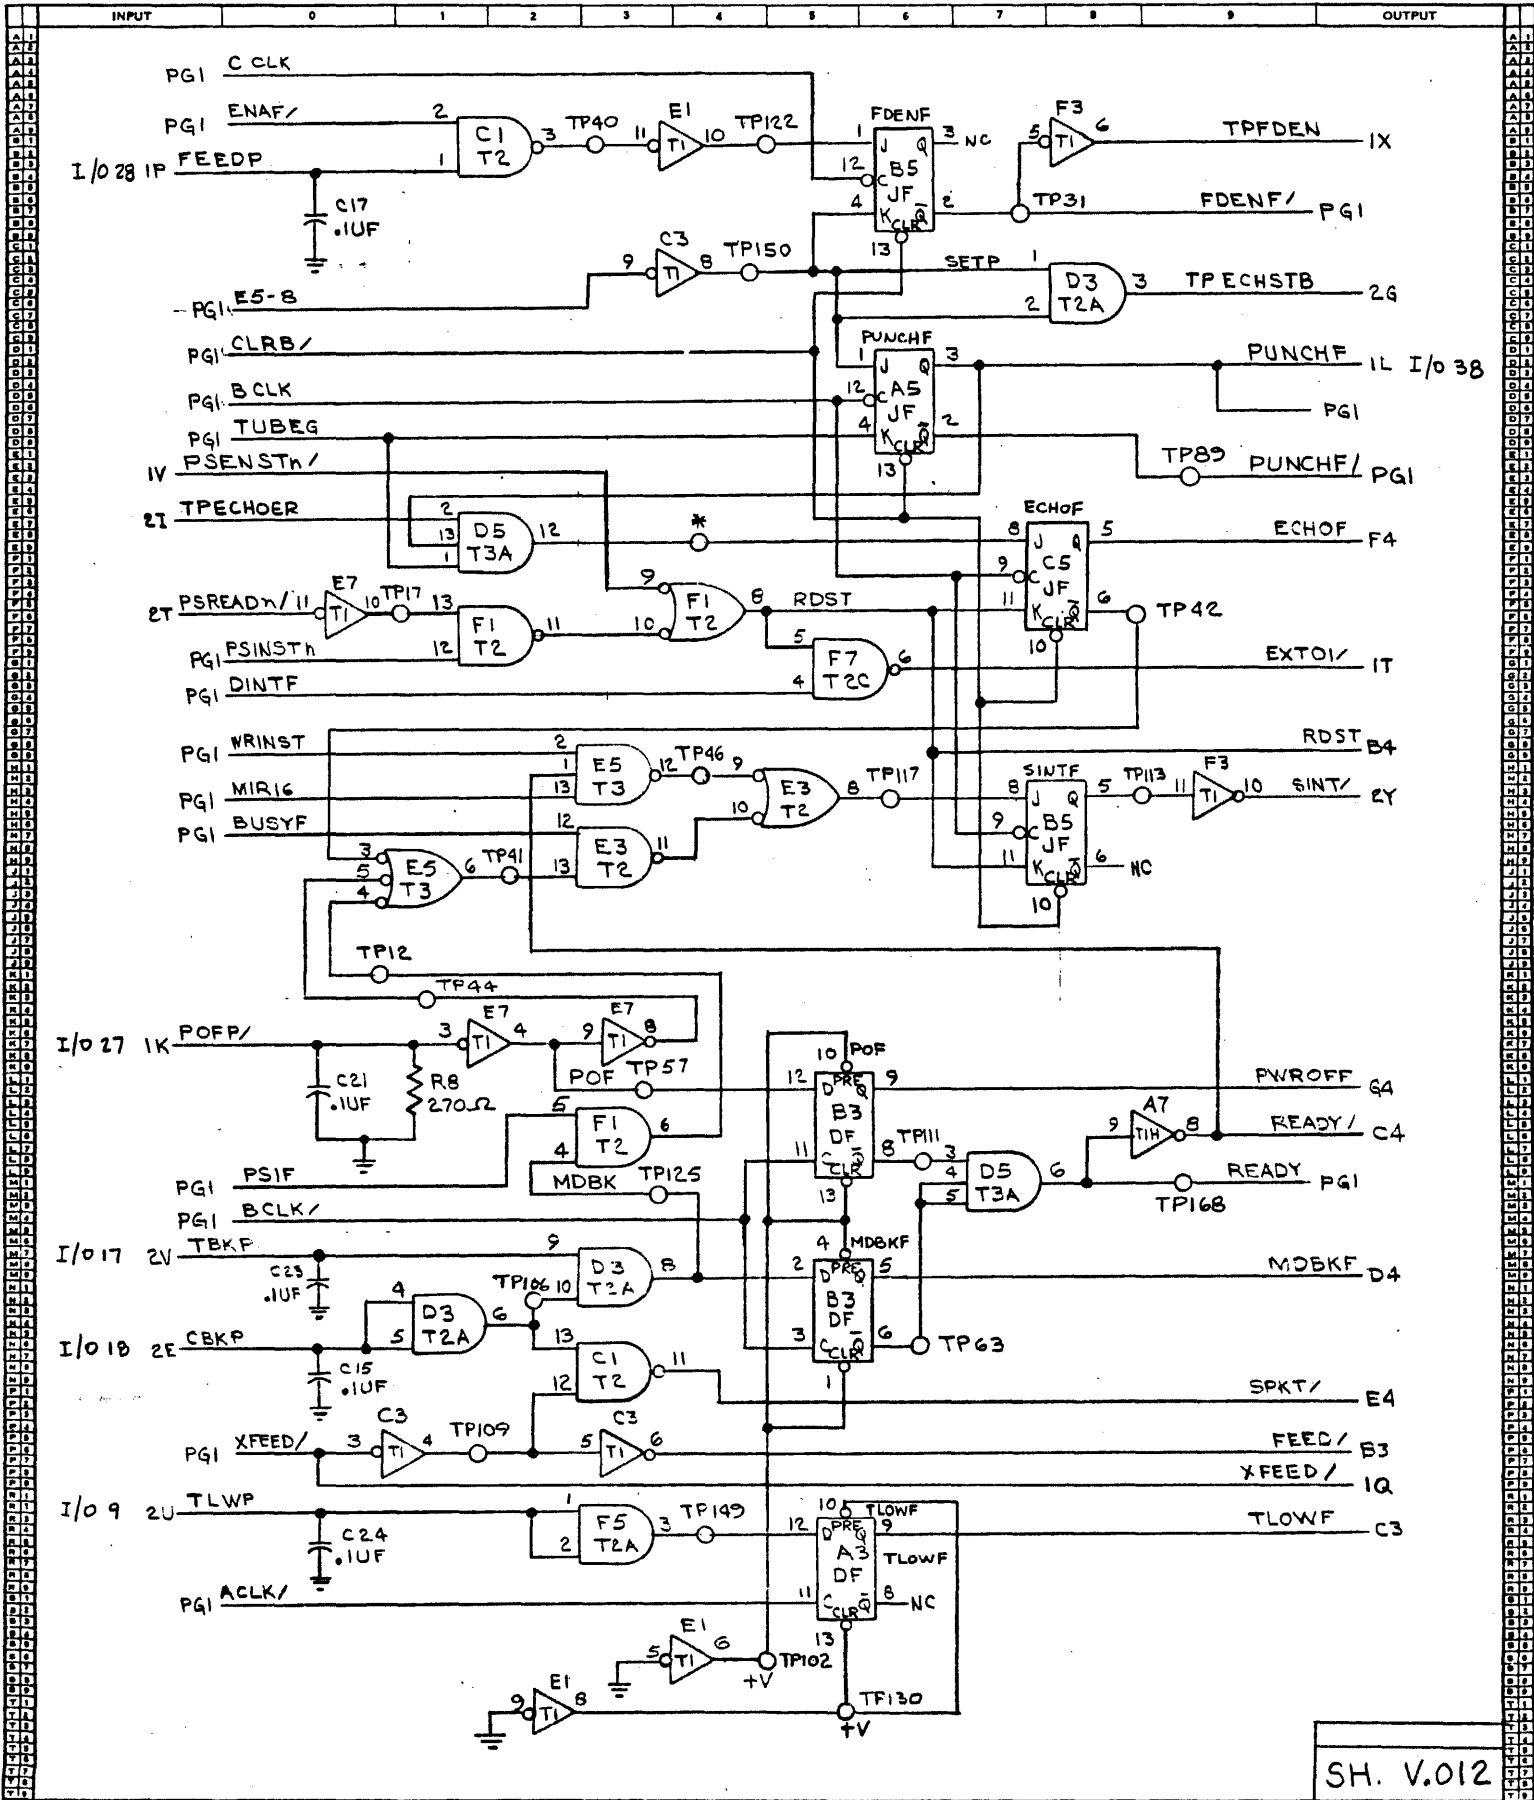 INPUT 0 1 2 3 4 5 6 7 8 9 OUTPUT
PG1 C CLK
PG1 ENAF/ 2 C1 T2 3 TP40 11 E1 T1 10 TP122 1 FDENF J Q 3 NC
I/O 28 1P FEEDP 1
12 C B5 JF
4 K CLR Q̅ 2 13
5 F3 T1 6 TPFDEN 1X
TP31 FDENF/ PG1
C17 .1UF
9 C3 T1 8 TP150 SETP 1 D3 T2A 3 TPECHSTB 2G
2
PG1 E5-8
PG1 CLRB/ PUNCHF 1 J Q 3 PUNCHF 1L I/O 38
PG1 B CLK 12 C A5 JF PG1
PG1 TUBEG 4 K CLR Q̅ 2 13 TP89 PUNCHF/ PG1
1V PSENSTn/
2I TPECHOER 2 13 1 D5 T3A 12 * ECHOF 8 J Q 5 ECHOF F4
9 C C5 JF
11 K CLR Q̅ 6 TP42 10
2T PSREADn/ 11 E7 T1 10 TP17 13 F1 T2 11
PG1 PSINSTn 12
9 10 F1 T2 8 RDST
PG1 DINTF 5 4 F7 T2C 6 EXTO1/ 1T
PG1 WRINST 2 1 13 E5 T3 12 TP46 9 10 E3 T2 8 TP117 RDST B4
PG1 MIR16 SINTF 8 J Q 5 TP113 11 F3 T1 10 SINT/ 2Y
PG1 BUSYF 12 13 E3 T2 11
9 C B5 JF
11 K CLR Q̅ 6 NC 10
3 5 4 E5 T3 6 TP41
TP12
TP44
I/O 27 1K POFP/ 3 E7 T1 4 9 E7 T1 8
C21 .1UF R8 270Ω POF TP57 10 POF 12 D PRE Q 9 PWROFF G4
B3 DF
5 4 F1 T2 6 11 C CLR Q̅ 8 TP111 13
3 4 5 D5 T3A 6 9 A7 T1H 8 READY/ C4
PG1 PS1F MDBK TP125 TP168 READY PG1
PG1 BCLK/
I/O 17 2V TBKP 9 10 D3 T2A 8 4 MDBKF 2 D PRE Q 5 MDBKF D4
C23 .1UF TP106 B3 DF
I/O 18 2E CBKP 4 5 D3 T2A 6 3 C CLR Q̅ 6 TP63 1
C15 .1UF 13 12 C1 T2 11 SPKT/ E4
PG1 XFEED/ 3 C3 T1 4 TP109 5 C3 T1 6 FEED/ B3
XFEED/ 1Q
I/O 9 2U TLWP 1 2 F5 T2A 3 TP149 10 TLOWF 12 D PRE Q 9 TLOWF C3
C24 .1UF A3 DF TLOWF
PG1 ACLK/ 11 C CLR Q̅ 8 NC 13
5 E1 T1 6 TP102 +V
9 E1 T1 8 TP130 +V
SH. V.012